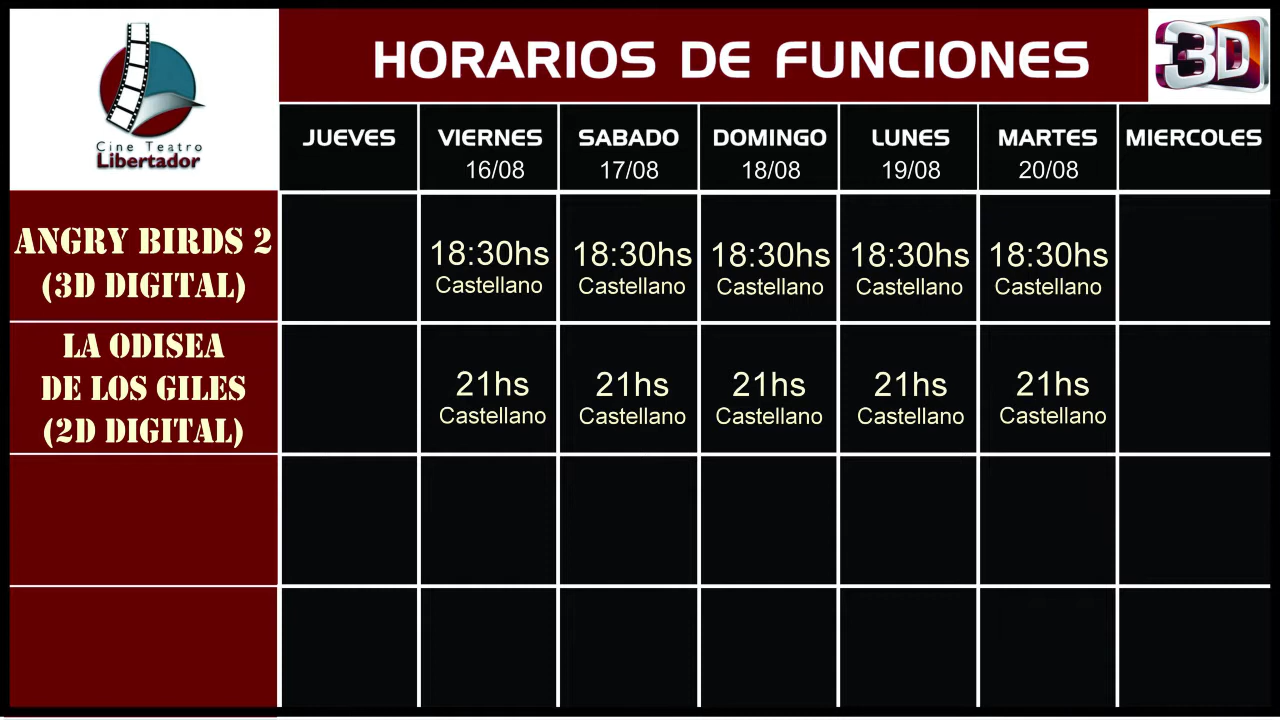 HORARIOS DE FUNCIONES
3D
Cine Teatro
Libertador
JUEVES VIERNES SABADO DOMINGO LUNES MARTES MIERCOLES
16/08 17/08 18/08 19/08 20/08
ANGRY BIRDS 2
(3D DIGITAL)
18:30hs 18:30hs 18:30hs 18:30hs 18:30hs
Castellano Castellano Castellano Castellano Castellano
LA ODISEA
DE LOS GILES
(2D DIGITAL)
21hs 21hs 21hs 21hs 21hs
Castellano Castellano Castellano Castellano Castellano